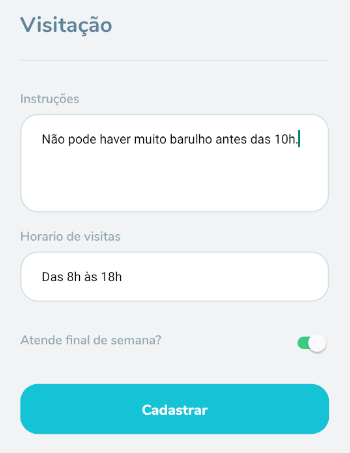 Visitação
Instruções
Não pode haver muito barulho antes das 10h.
Horario de visitas
Das 8h às 18h
Atende final de semana?
Cadastrar